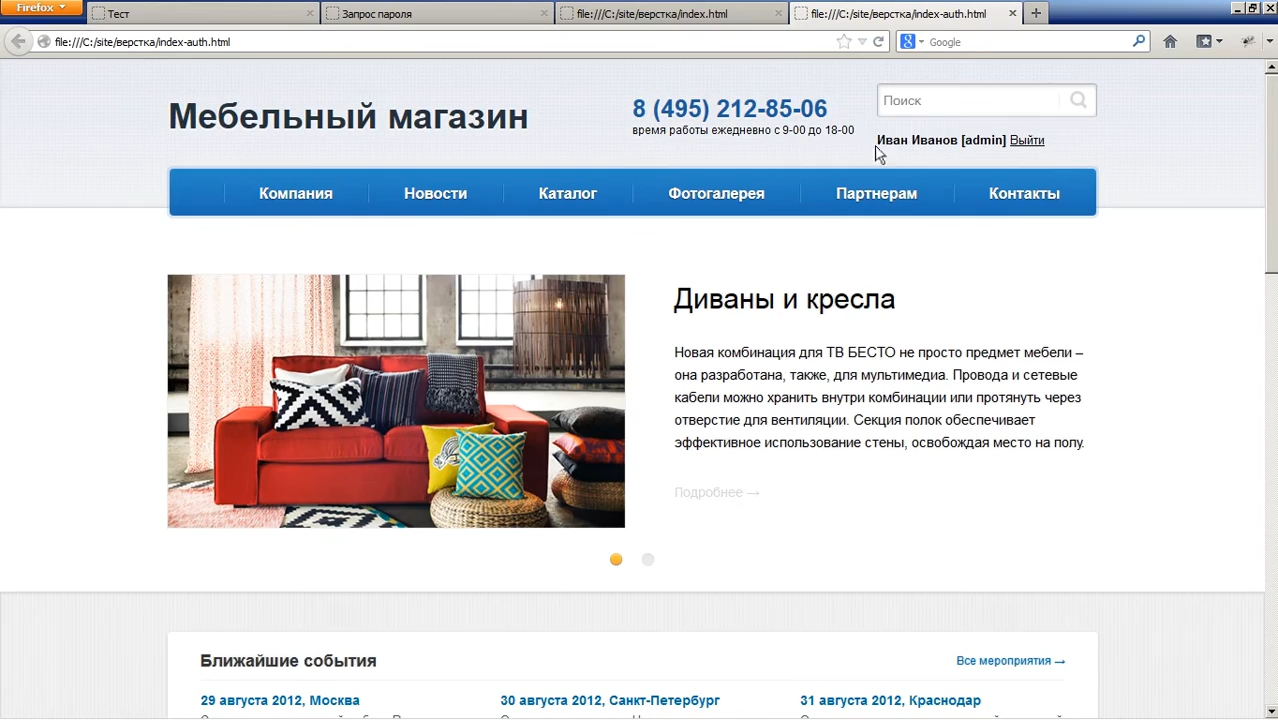 Firefox
Тест
Запрос пароля
file:///C:/site/верстка/index.html
file:///C:/site/верстка/index-auth.html
file:///C:/site/верстка/index-auth.html
Google
Мебельный магазин
8 (495) 212-85-06
время работы ежедневно с 9-00 до 18-00
Поиск
Иван Иванов [admin] Выйти
Компания
Новости
Каталог
Фотогалерея
Партнерам
Контакты
Диваны и кресла
Новая комбинация для ТВ БЕСТО не просто предмет мебели –
она разработана, также, для мультимедиа. Провода и сетевые
кабели можно хранить внутри комбинации или протянуть через
отверстие для вентиляции. Секция полок обеспечивает
эффективное использование стены, освобождая место на полу.
Подробнее →
Ближайшие события
Все мероприятия →
29 августа 2012, Москва
30 августа 2012, Санкт-Петербург
31 августа 2012, Краснодар